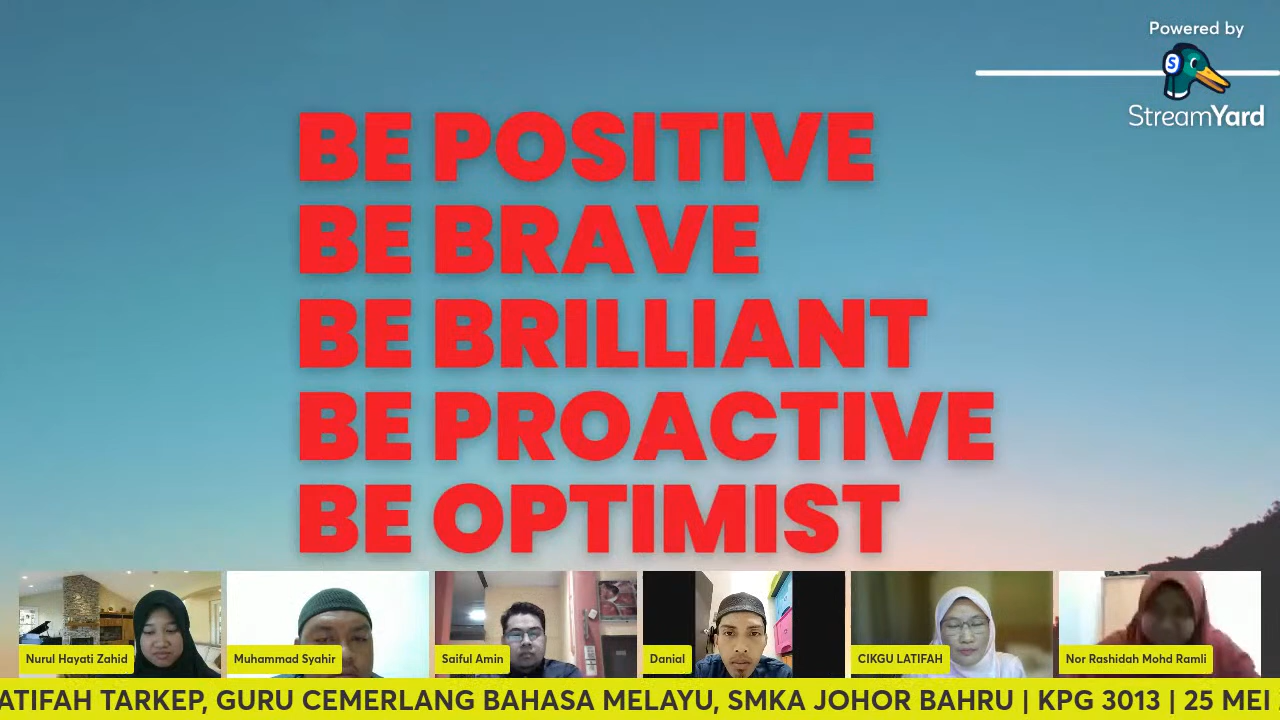 Powered by
StreamYard
BE POSITIVE
BE BRAVE
BE BRILLIANT
BE PROACTIVE
BE OPTIMIST
Nurul Hayati Zahid
Muhammad Syahir
Saiful Amin
Danial
CIKGU LATIFAH
Nor Rashidah Mohd Ramli
ATIFAH TARKEP, GURU CEMERLANG BAHASA MELAYU, SMKA JOHOR BAHRU | KPG 3013 | 25 MEI